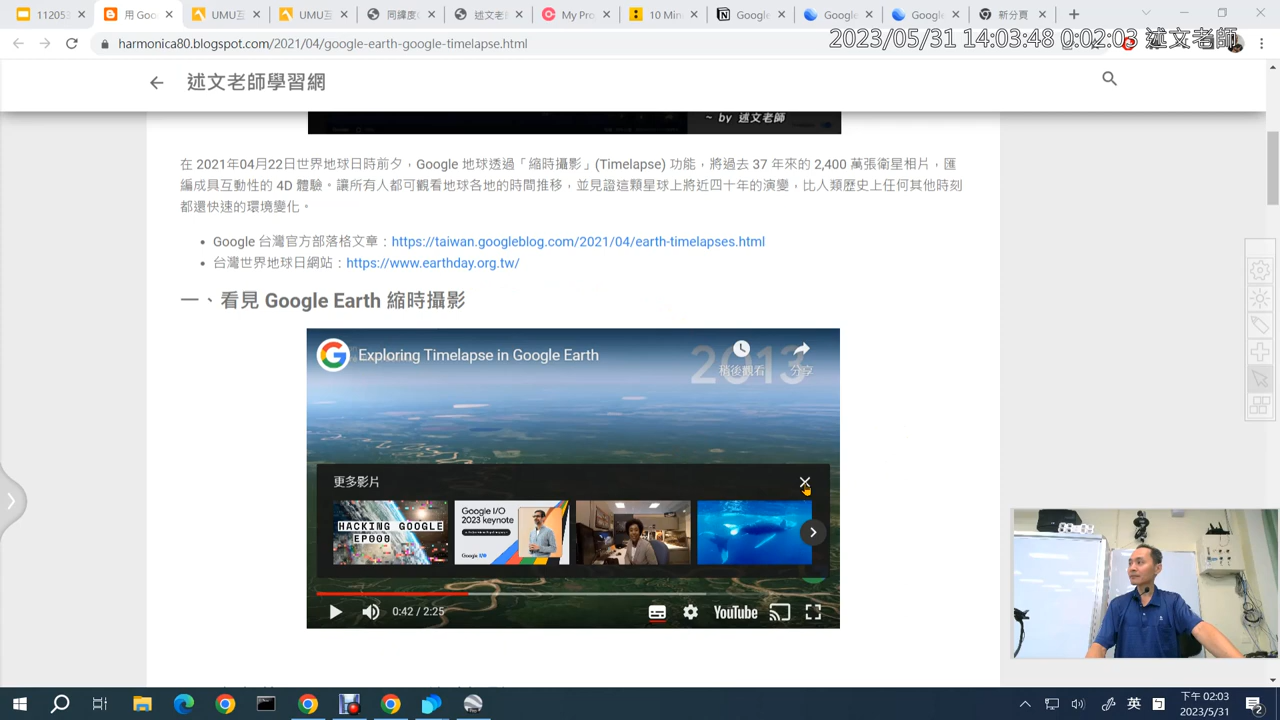 11205
用 Goo
UMU互
UMU互
同緯度
述文老
My Pro
10 Min
Google
Google
Google
新分頁
harmonica80.blogspot.com/2021/04/google-earth-google-timelapse.html
2023/05/31 14:03:48 0:02:03 述文老師
述文老師學習網
~ by 述文老師
在 2021年04月22日世界地球日時前夕，Google 地球透過「縮時攝影」(Timelapse) 功能，將過去 37 年來的 2,400 萬張衛星相片，匯
編成具互動性的 4D 體驗。讓所有人都可觀看地球各地的時間推移，並見證這顆星球上將近四十年的演變，比人類歷史上任何其他時刻
都還快速的環境變化。
Google 台灣官方部落格文章：https://taiwan.googleblog.com/2021/04/earth-timelapses.html
台灣世界地球日網站：https://www.earthday.org.tw/
一、看見 Google Earth 縮時攝影
Exploring Timelapse in Google Earth
2013
稍後觀看
分享
更多影片
HACKING GOOGLE
EP000
Google I/O
2023 keynote
Google I/O
0:42 / 2:25
YouTube
英
下午 02:03
2023/5/31
2